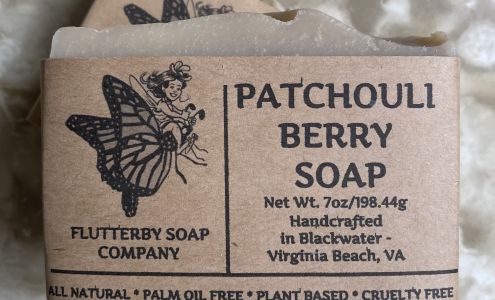 FLUTTERBY SOAP
COMPANY
PATCHOULI
BERRY
SOAP
Net Wt. 7oz/198.44g
Handcrafted
in Blackwater -
Virginia Beach, VA
ALL NATURAL * PALM OIL FREE * PLANT BASED * CRUELTY FREE